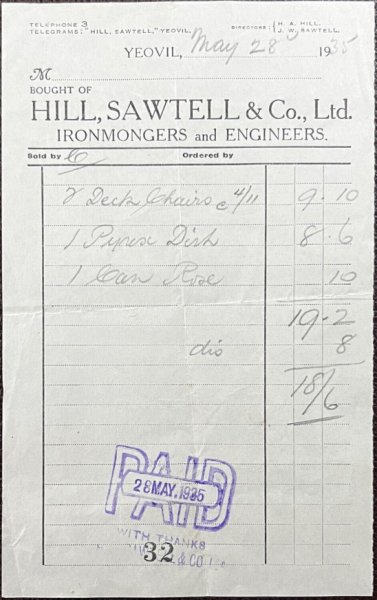 TELEPHONE 3
TELEGRAMS: "HILL, SAWTELL," YEOVIL.
DIRECTORS: { H. A. HILL. J. W. SAWTELL.
YEOVIL, May 28 1935
M
BOUGHT OF
HILL, SAWTELL & Co., Ltd.
IRONMONGERS and ENGINEERS.
Sold by Ordered by
2 Deck Chairs @ 4/11 9 . 10
1 Pyrex Dish 8 . 6
1 Can Rose 10
19 . 2
dis 8
18/6
PAID
28 MAY. 1935
WITH THANKS
32
& CO